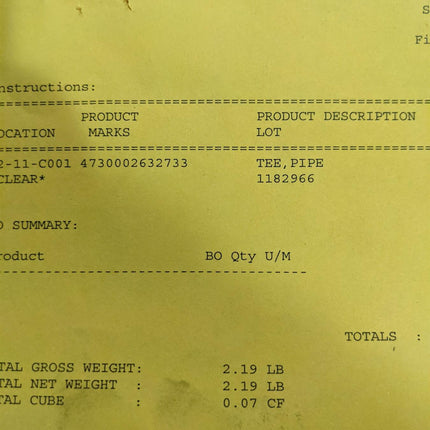 S
Fi
nstructions:
================================================
PRODUCT PRODUCT DESCRIPTION
OCATION MARKS LOT
================================================
2-11-C001 4730002632733 TEE,PIPE
CLEAR* 1182966
O SUMMARY:
roduct BO Qty U/M
------------------------------------
TOTALS :
TAL GROSS WEIGHT: 2.19 LB
TAL NET WEIGHT : 2.19 LB
TAL CUBE : 0.07 CF